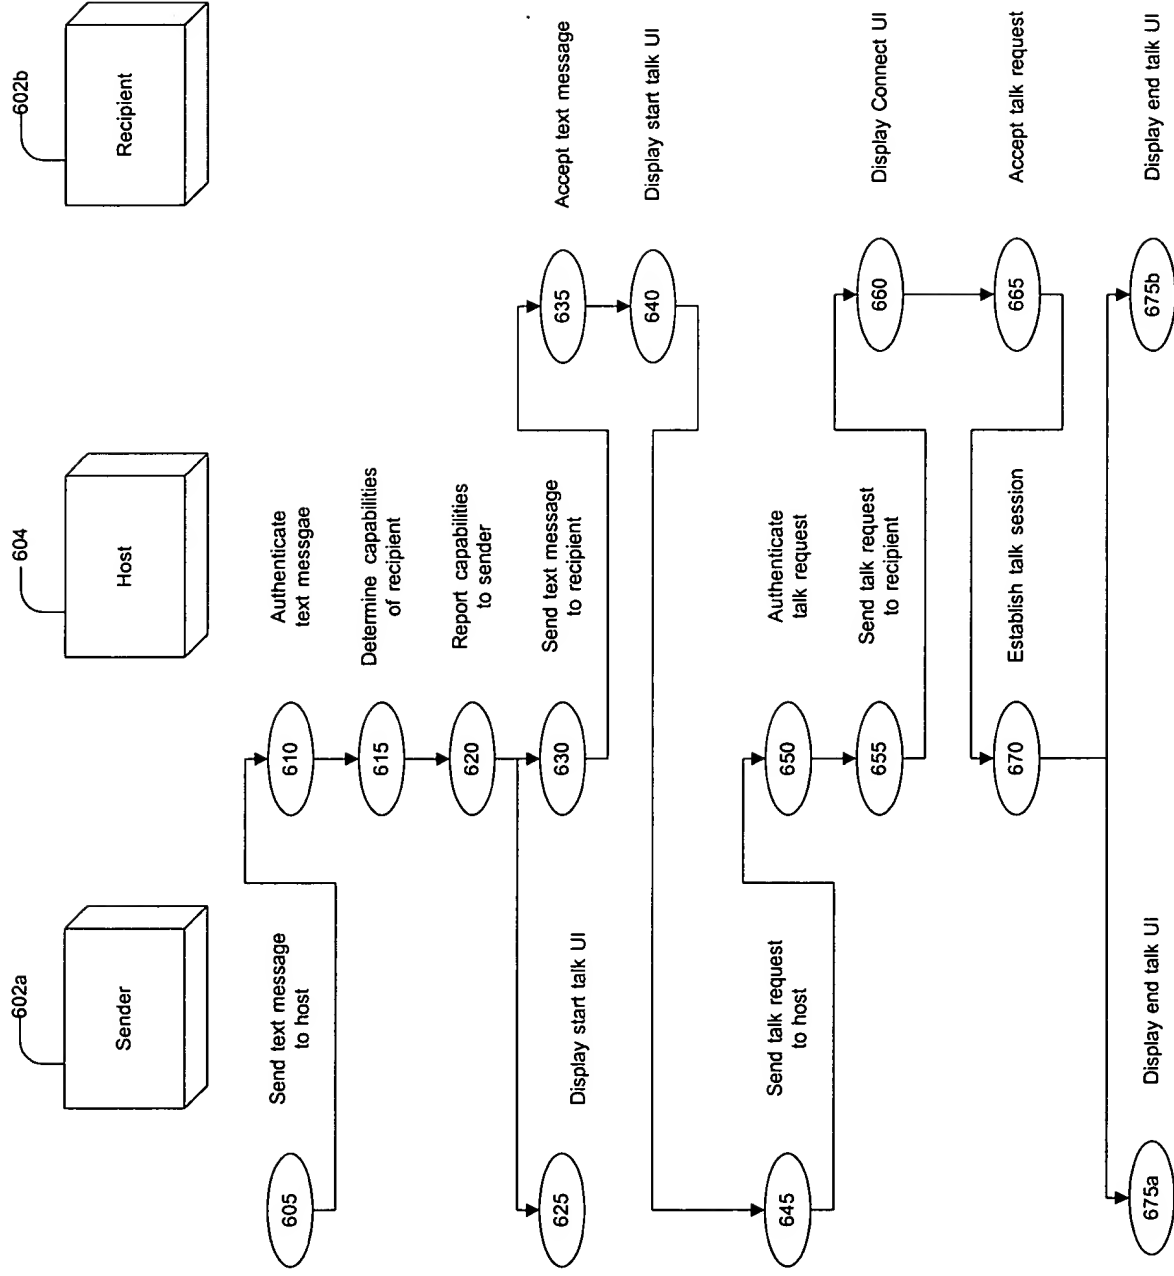 602a
604
602b
Sender
Host
Recipient
605
Send text message
to host
610
Authenticate
text messgae
615
Determine capabilities
of recipient
620
Report capabilities
to sender
625
Display start talk UI
630
Send text message
to recipient
635
Accept text message
640
Display start talk UI
645
Send talk request
to host
650
Authenticate
talk request
655
Send talk request
to recipient
660
Display Connect UI
665
Accept talk request
670
Establish talk session
675a
Display end talk UI
675b
Display end talk UI